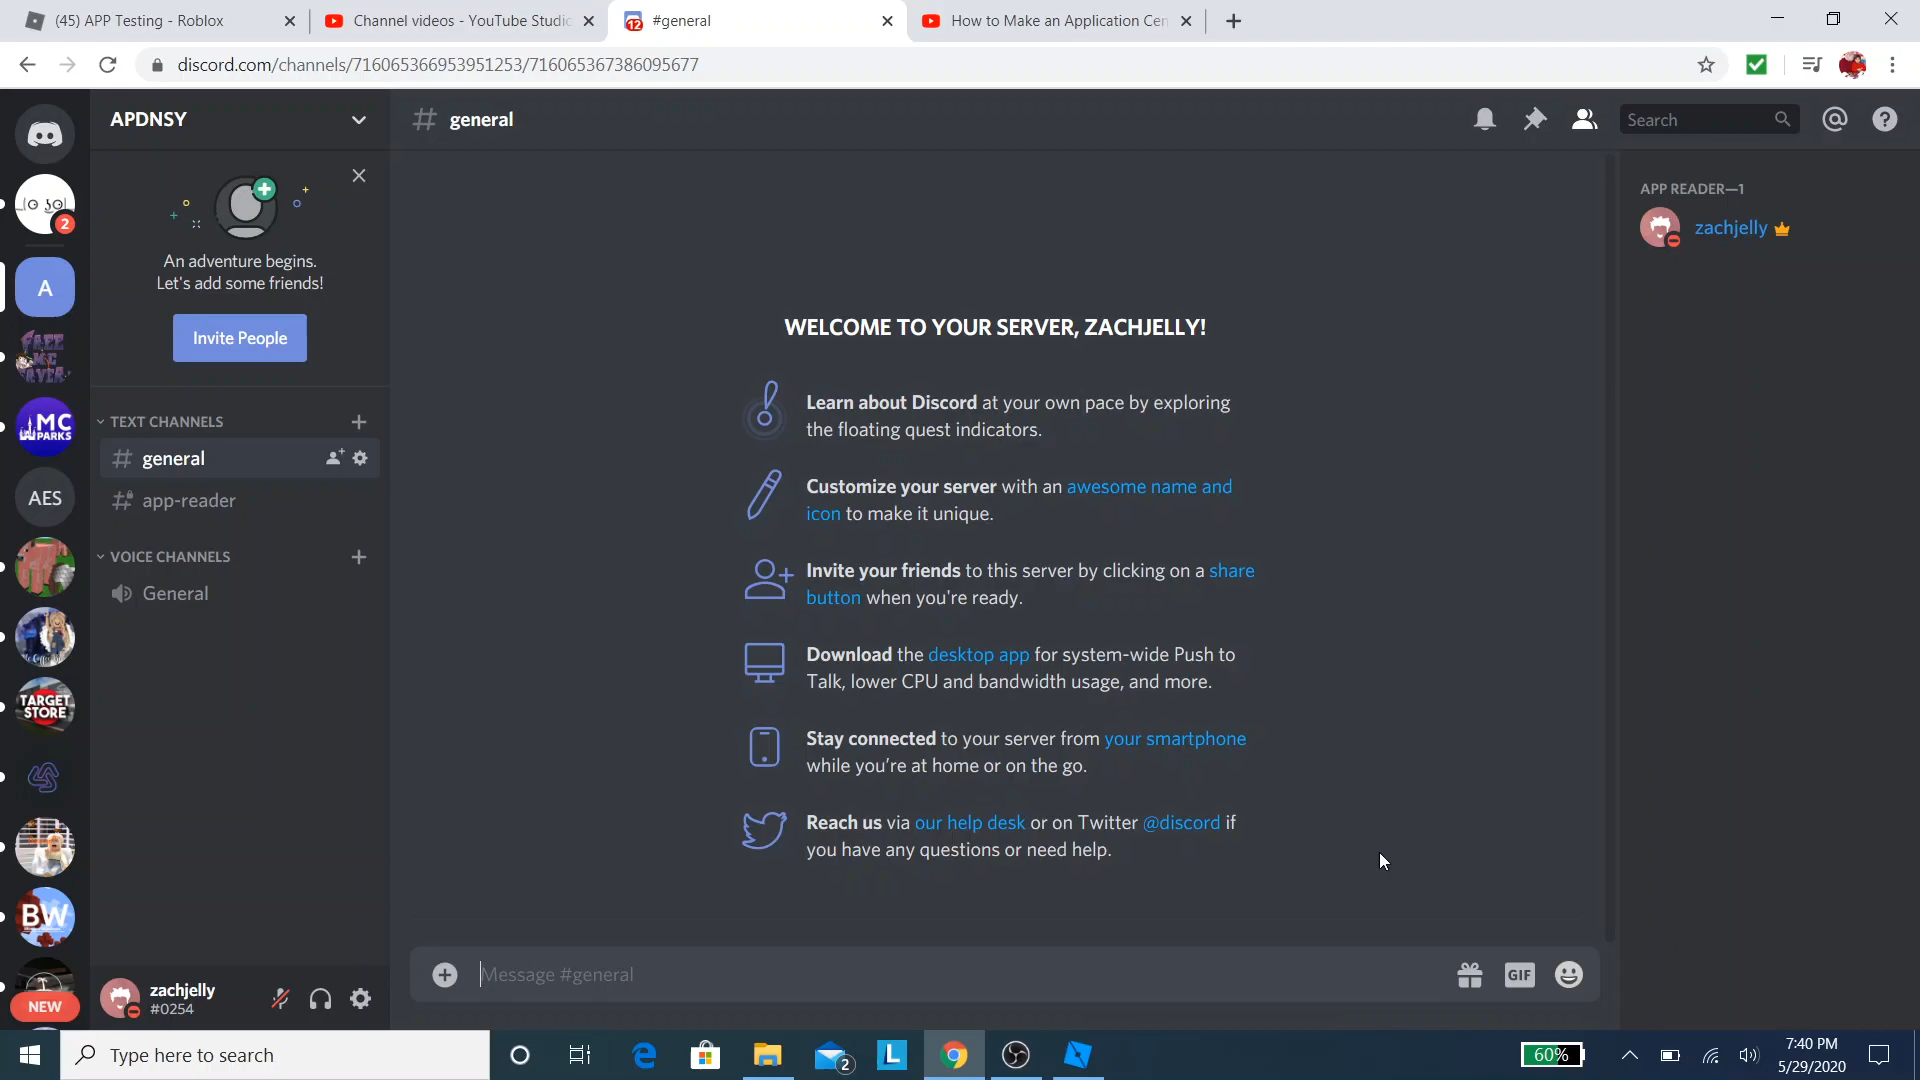 (45) APP Testing - Roblox
Channel videos - YouTube Studio
12
#general
How to Make an Application Cen
discord.com/channels/716065366953951253/716065367386095677
APDNSY
general
Search
2
An adventure begins.
Let's add some friends!
Invite People
APP READER—1
zachjelly
A
WELCOME TO YOUR SERVER, ZACHJELLY!
Learn about Discord at your own pace by exploring
the floating quest indicators.
TEXT CHANNELS
general
app-reader
MC
PARKS
AES
Customize your server with an awesome name and
icon to make it unique.
VOICE CHANNELS
General
Invite your friends to this server by clicking on a share
button when you're ready.
Download the desktop app for system-wide Push to
Talk, lower CPU and bandwidth usage, and more.
TARGET
STORE
Stay connected to your server from your smartphone
while you're at home or on the go.
Reach us via our help desk or on Twitter @discord if
you have any questions or need help.
BW
NEW
zachjelly
#0254
Message #general
GIF
Type here to search
2
L
60%
7:40 PM
5/29/2020